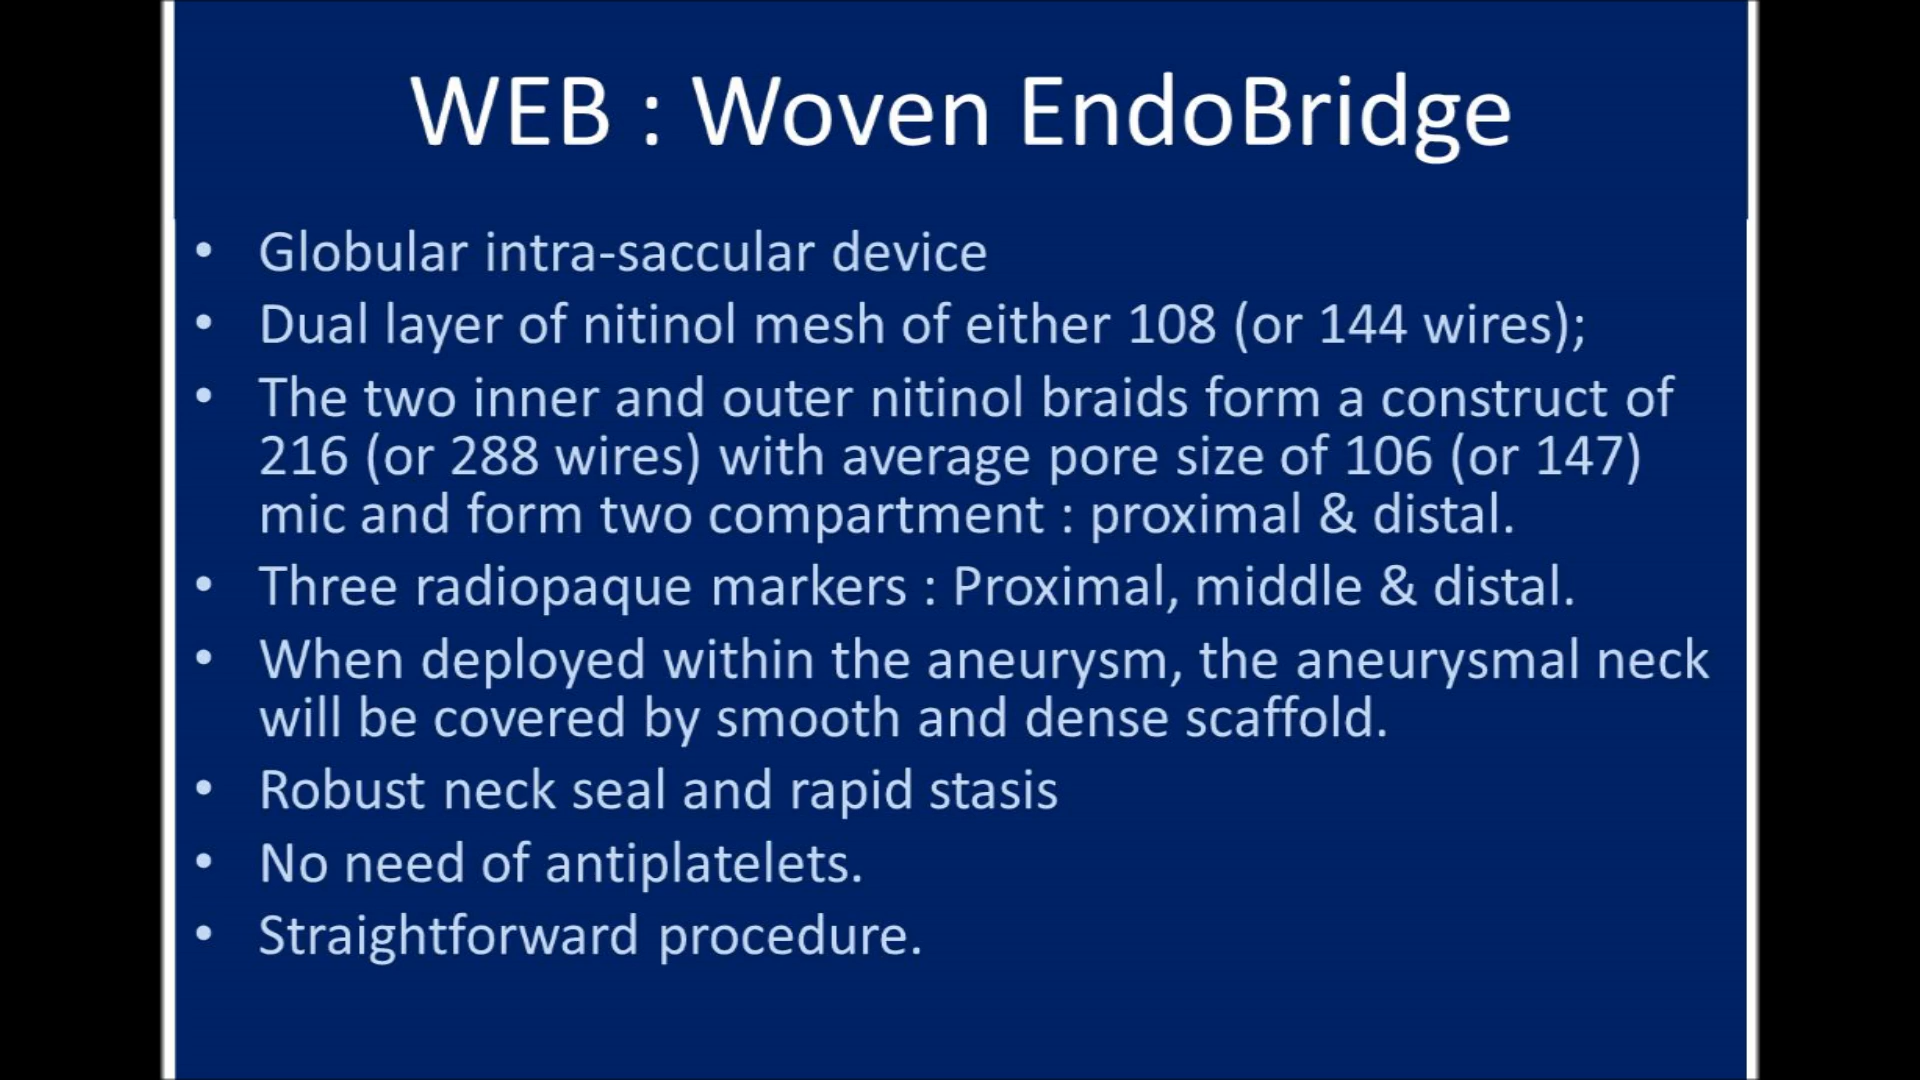 WEB : Woven EndoBridge
• Globular intra-saccular device
• Dual layer of nitinol mesh of either 108 (or 144 wires);
• The two inner and outer nitinol braids form a construct of
216 (or 288 wires) with average pore size of 106 (or 147)
mic and form two compartment : proximal & distal.
• Three radiopaque markers : Proximal, middle & distal.
• When deployed within the aneurysm, the aneurysmal neck
will be covered by smooth and dense scaffold.
• Robust neck seal and rapid stasis
• No need of antiplatelets.
• Straightforward procedure.